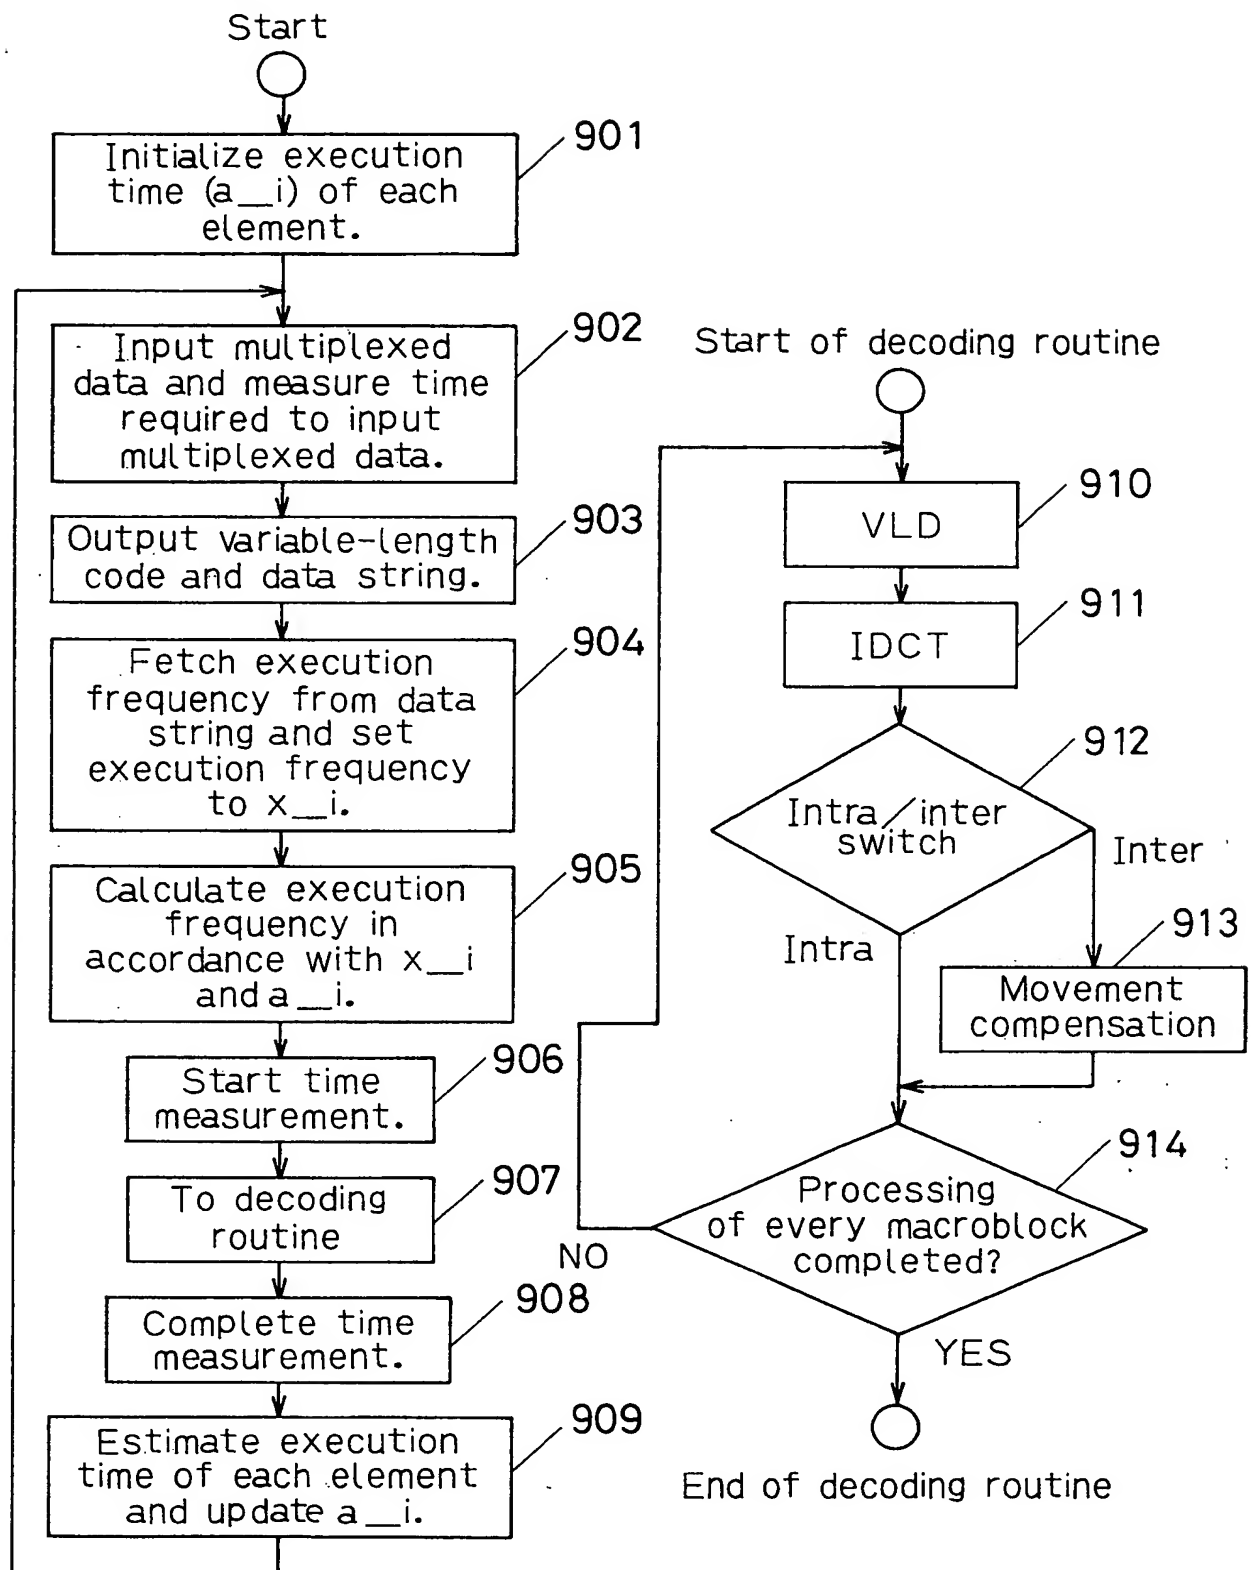 Start
901
Initialize execution
time (a__i) of each
element.
902
Input multiplexed
data and measure time
required to input
multiplexed data.
903
Output variable-length
code and data string.
904
Fetch execution
frequency from data
string and set
execution frequency
to x__i.
905
Calculate execution
frequency in
accordance with x__i
and a__i.
906
Start time
measurement.
907
To decoding
routine
908
Complete time
measurement.
909
Estimate execution
time of each element
and update a__i.
Start of decoding routine
910
VLD
911
IDCT
912
Intra/inter
switch
Inter
Intra
913
Movement
compensation
914
Processing
of every macroblock
completed?
NO
YES
End of decoding routine